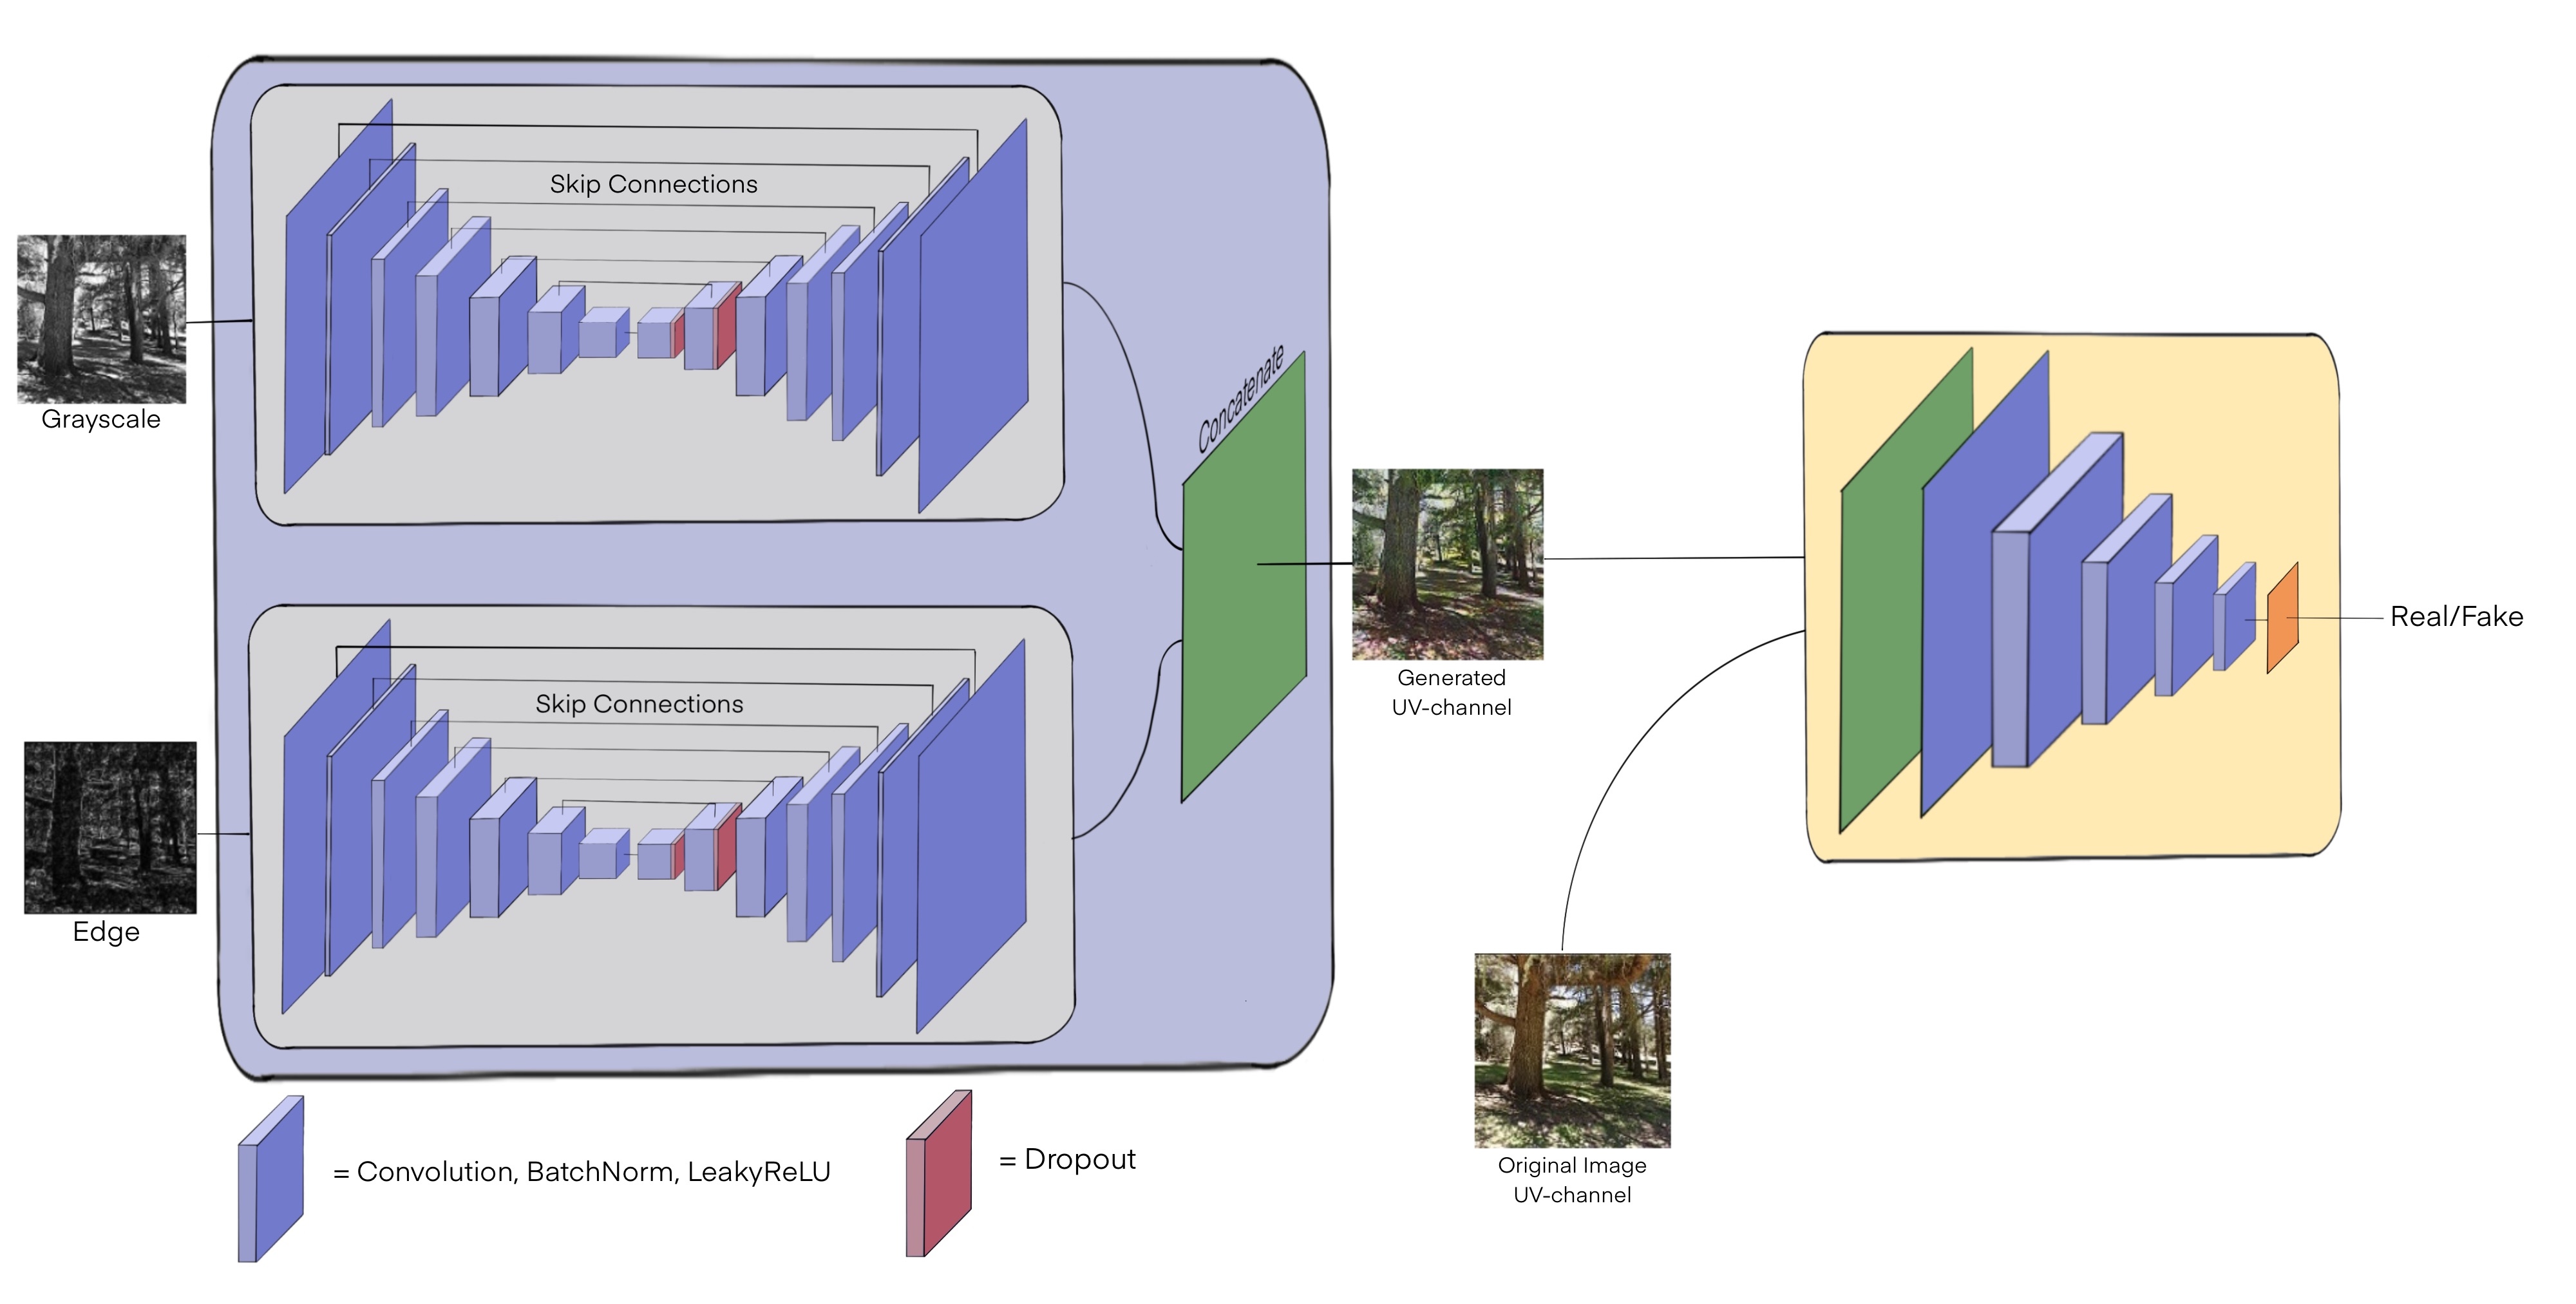 Skip Connections
Grayscale
Concatenate
Skip Connections
Edge
Generated
UV-channel
Real/Fake
Original Image
UV-channel
= Convolution, BatchNorm, LeakyReLU
= Dropout